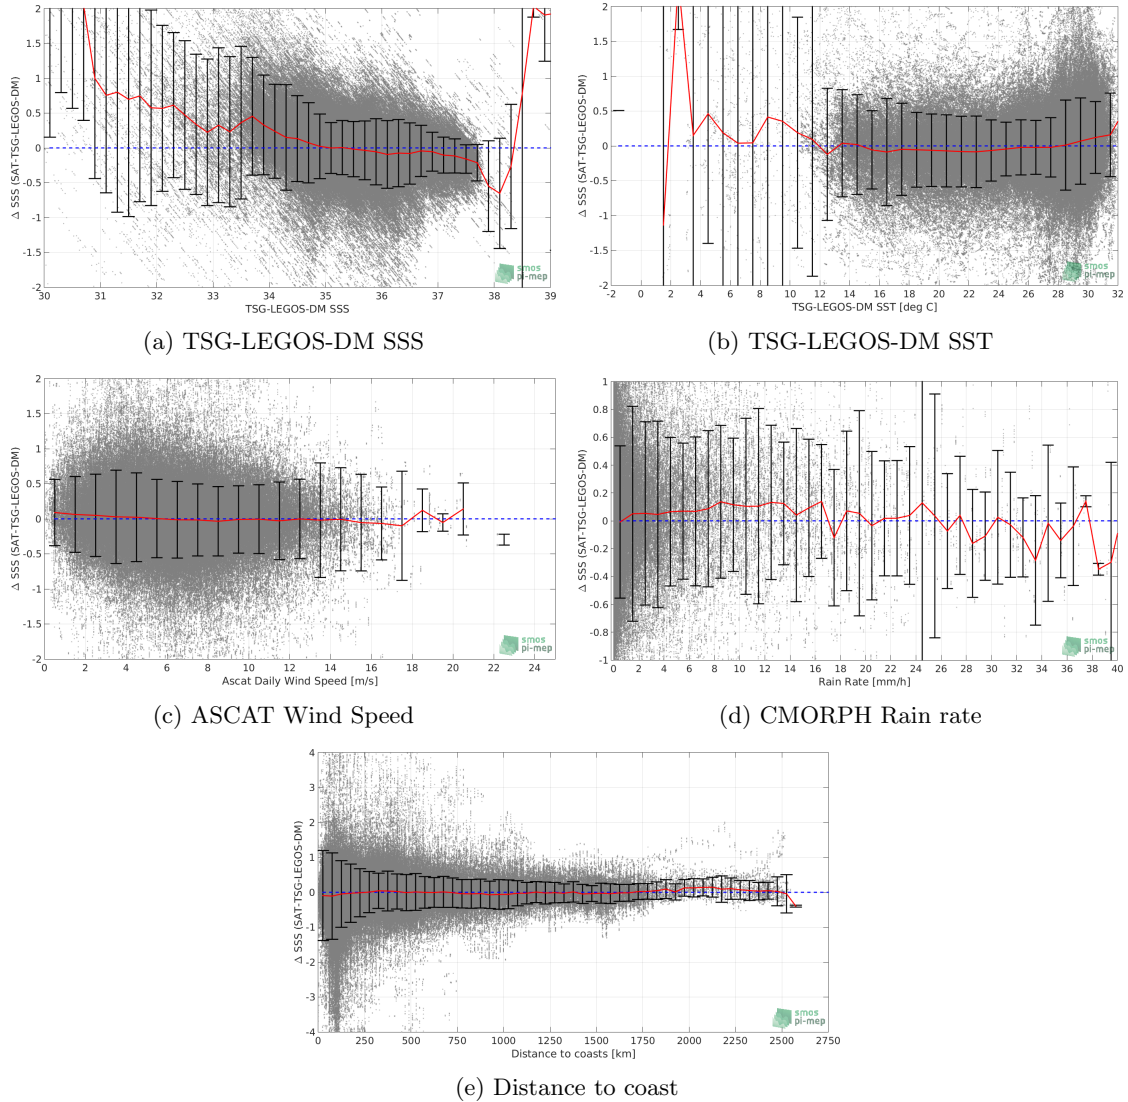 2
1.5
1
0.5
0
-0.5
-1
-1.5
-2
Δ SSS (SAT-TSG-LEGOS-DM)
30 31 32 33 34 35 36 37 38 39
TSG-LEGOS-DM SSS
smos
pi-mep
(a) TSG-LEGOS-DM SSS
2
1.5
1
0.5
0
-0.5
-1
-1.5
-2
Δ SSS (SAT-TSG-LEGOS-DM)
-2 0 2 4 6 8 10 12 14 16 18 20 22 24 26 28 30 32
TSG-LEGOS-DM SST [deg C]
smos
pi-mep
(b) TSG-LEGOS-DM SST
2
1.5
1
0.5
0
-0.5
-1
-1.5
-2
Δ SSS (SAT-TSG-LEGOS-DM)
0 2 4 6 8 10 12 14 16 18 20 22 24
Ascat Daily Wind Speed [m/s]
smos
pi-mep
(c) ASCAT Wind Speed
1
0.8
0.6
0.4
0.2
0
-0.2
-0.4
-0.6
-0.8
-1
Δ SSS (SAT-TSG-LEGOS-DM)
0 2 4 6 8 10 12 14 16 18 20 22 24 26 28 30 32 34 36 38 40
Rain Rate [mm/h]
smos
pi-mep
(d) CMORPH Rain rate
4
3
2
1
0
-1
-2
-3
-4
Δ SSS (SAT-TSG-LEGOS-DM)
0 250 500 750 1000 1250 1500 1750 2000 2250 2500 2750
Distance to coasts [km]
smos
pi-mep
(e) Distance to coast